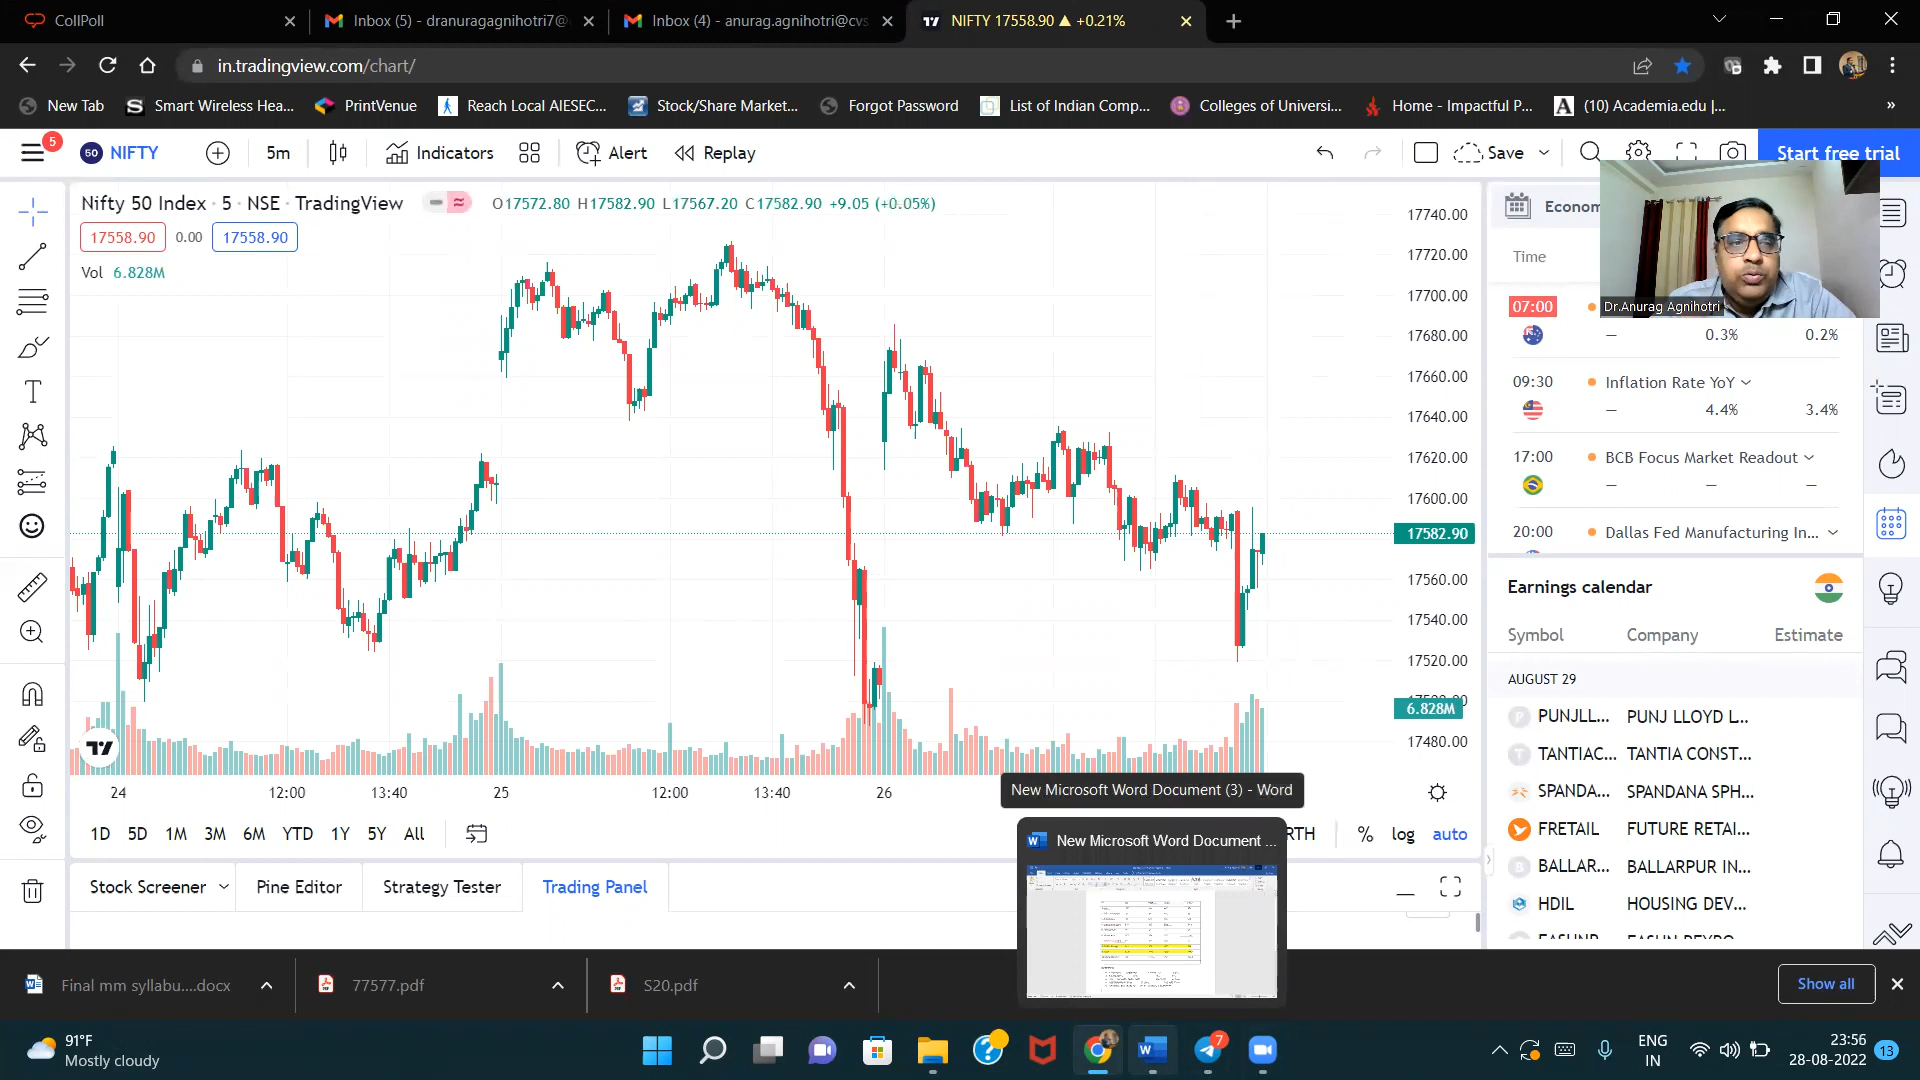 CollPoll
Inbox (5) - dranuragagnihotri7@
Inbox (4) - anurag.agnihotri@cvs
NIFTY 17558.90 ▲ +0.21%
in.tradingview.com/chart/
New Tab
Smart Wireless Hea...
PrintVenue
Reach Local AIESEC...
Stock/Share Market...
Forgot Password
List of Indian Comp...
Colleges of Universi...
Home - Impactful P...
(10) Academia.edu |...
5
50 NIFTY
5m
Indicators
Alert
Replay
Save
Start free trial
Nifty 50 Index · 5 · NSE · TradingView
O17572.80 H17582.90 L17567.20 C17582.90 +9.05 (+0.05%)
17558.90 0.00 17558.90
Vol 6.828M
17740.00
17720.00
17700.00
17680.00
17660.00
17640.00
17620.00
17600.00
17582.90
17560.00
17540.00
17520.00
6.828M
17480.00
24 12:00 13:40 25 12:00 13:40 26
1D 5D 1M 3M 6M YTD 1Y 5Y All
RTH % log auto
Stock Screener
Pine Editor
Strategy Tester
Trading Panel
Econom
Time
Dr.Anurag Agnihotri
07:00
— 0.3% 0.2%
09:30 Inflation Rate YoY
— 4.4% 3.4%
17:00 BCB Focus Market Readout
— — —
20:00 Dallas Fed Manufacturing In...
Earnings calendar
Symbol Company Estimate
AUGUST 29
P PUNJLL... PUNJ LLOYD L...
T TANTIAC... TANTIA CONST...
SPANDA... SPANDANA SPH...
FRETAIL FUTURE RETAI...
B BALLAR... BALLARPUR IN...
HDIL HOUSING DEV...
New Microsoft Word Document (3) - Word
New Microsoft Word Document ...
Final mm syllabu....docx
77577.pdf
S20.pdf
Show all
91°F
Mostly cloudy
7
ENG
IN
23:56
28-08-2022
13